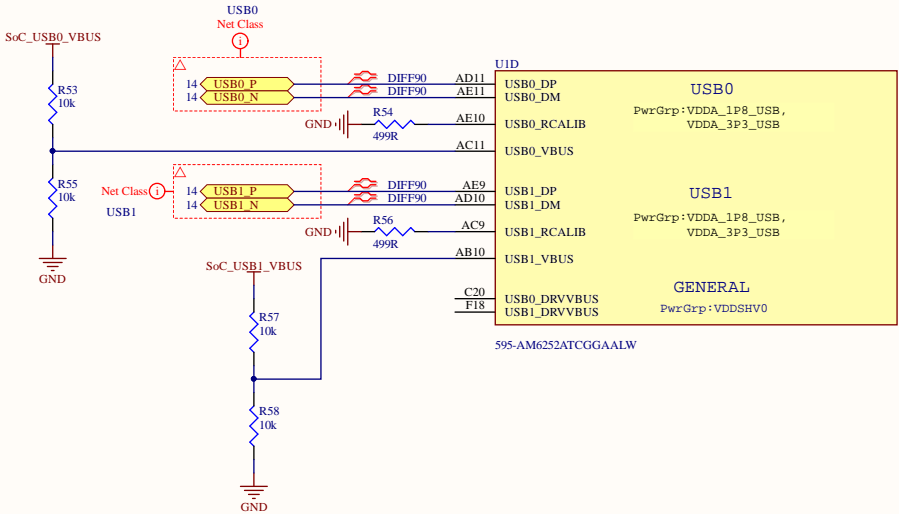 USB0
Net Class
i
SoC_USB0_VBUS
R53
10k
14 USB0_P DIFF90 AD11 USB0_DP
14 USB0_N DIFF90 AE11 USB0_DM
GND R54 499R AE10 USB0_RCALIB
AC11 USB0_VBUS
R55
10k
GND
Net Class i
USB1
14 USB1_P DIFF90 AE9 USB1_DP
14 USB1_N DIFF90 AD10 USB1_DM
GND R56 499R AC9 USB1_RCALIB
AB10 USB1_VBUS
SoC_USB1_VBUS
R57
10k
R58
10k
GND
C20 USB0_DRVVBUS
F18 USB1_DRVVBUS
U1D
USB0
PwrGrp:VDDA_1P8_USB,
VDDA_3P3_USB
USB1
PwrGrp:VDDA_1P8_USB,
VDDA_3P3_USB
GENERAL
PwrGrp:VDDSHV0
595-AM6252ATCGGAALW